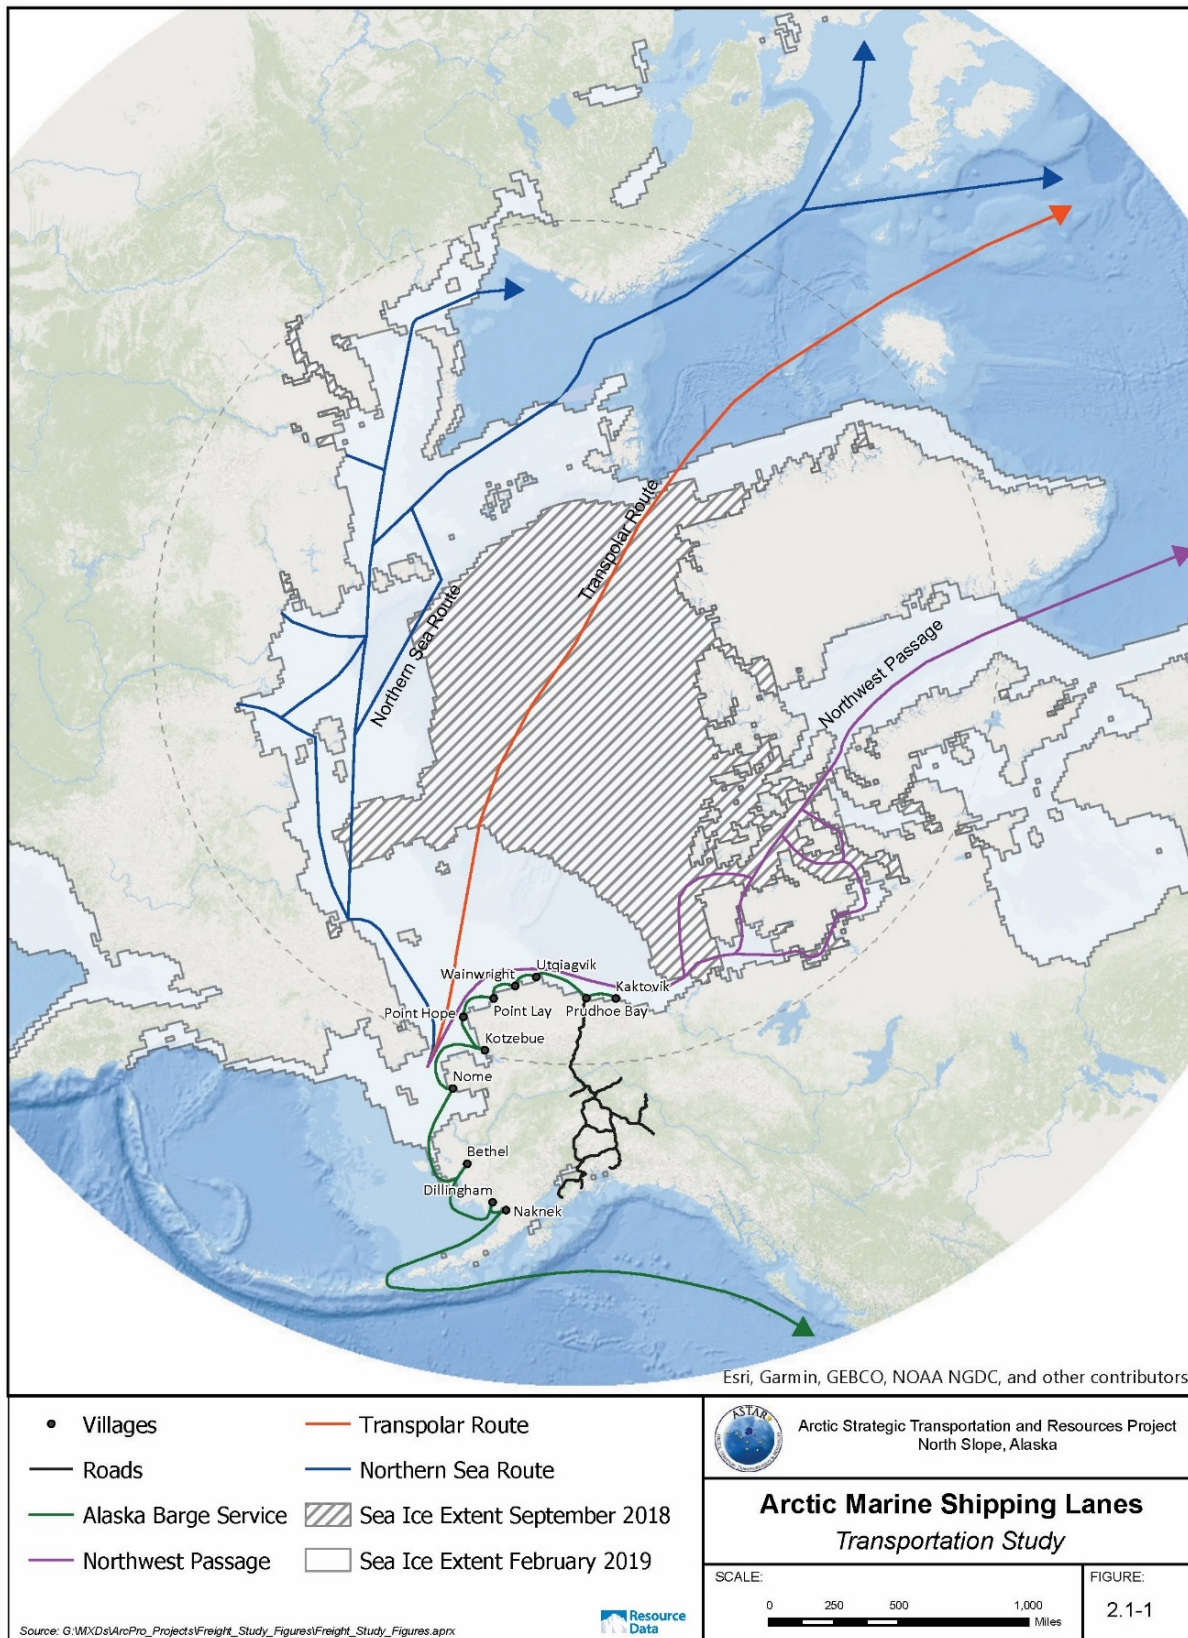 Northern Sea Route
Transpolar Route
Northwest Passage
Utqiagvik
Wainwright
Kaktovik
Point Hope
Point Lay
Prudhoe Bay
Kotzebue
Nome
Bethel
Dillingham
Naknek
Esri, Garmin, GEBCO, NOAA NGDC, and other contributors
Villages
Roads
Alaska Barge Service
Northwest Passage
Transpolar Route
Northern Sea Route
Sea Ice Extent September 2018
Sea Ice Extent February 2019
Source: G:\MXDs\ArcPro_Projects\Freight_Study_Figures\Freight_Study_Figures.aprx
Resource
Data
ASTAR
Arctic Strategic Transportation and Resources Project
North Slope, Alaska
Arctic Marine Shipping Lanes
Transportation Study
SCALE:
0 250 500 1,000
Miles
FIGURE:
2.1-1